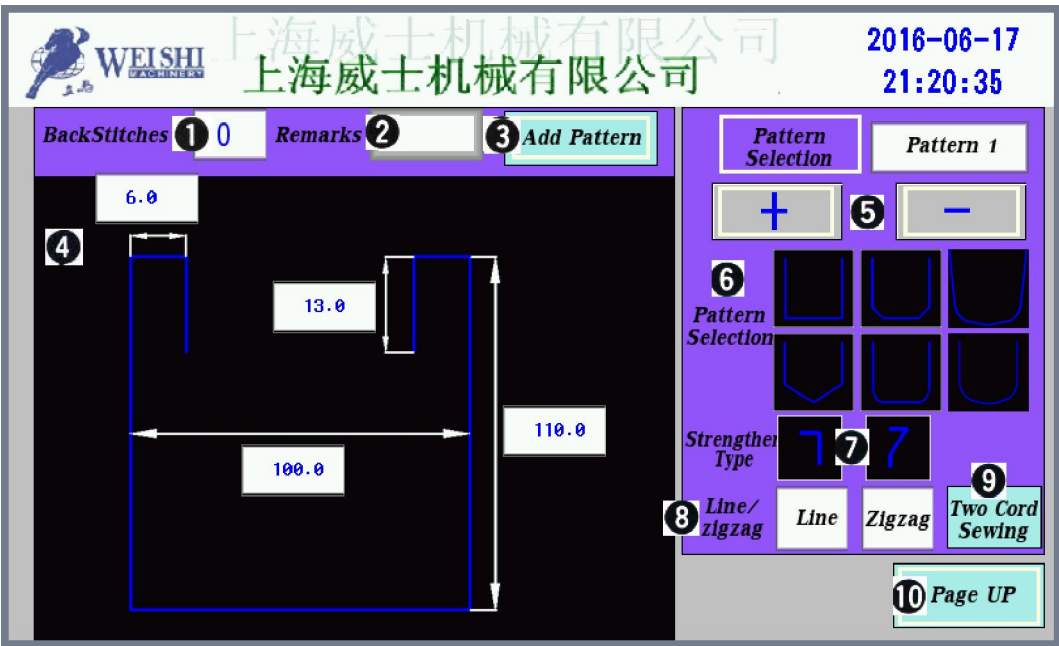 WEISHI
MACHINERY
上海威士机械有限公司
上海威士机械有限公司
2016-06-17
21:20:35
BackStitches 1 0 Remarks 2 3 Add Pattern
Pattern
Selection
Pattern 1
6.0
4
+ 5 −
13.0
6
Pattern
Selection
110.0
100.0
Strengthen
Type
7
8 Line/
zigzag
Line
Zigzag
9
Two Cord
Sewing
10 Page UP